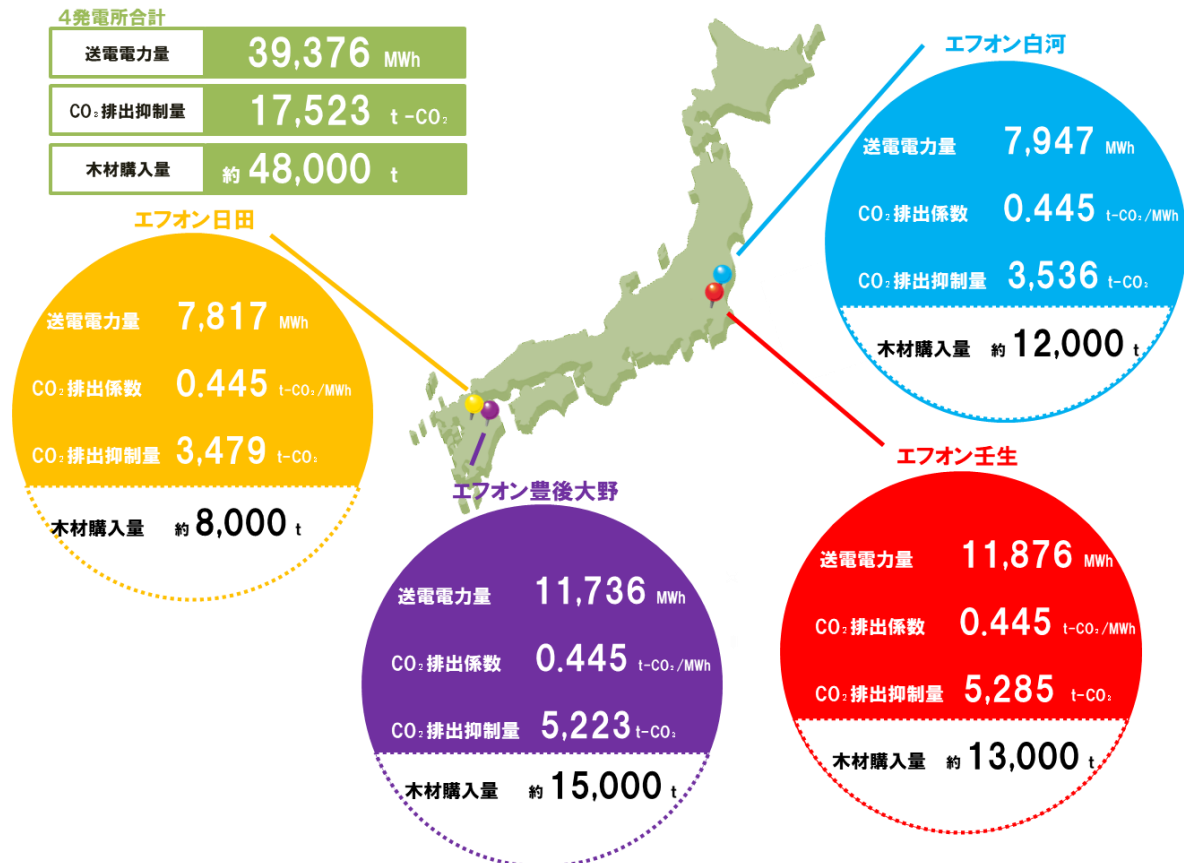 4発電所合計
送電電力量 39,376 MWh
CO₂排出抑制量 17,523 t-CO₂
木材購入量 約48,000 t
エフオン白河
送電電力量 7,947 MWh
CO₂排出係数 0.445 t-CO₂/MWh
CO₂排出抑制量 3,536 t-CO₂
木材購入量 約12,000 t
エフオン日田
送電電力量 7,817 MWh
CO₂排出係数 0.445 t-CO₂/MWh
CO₂排出抑制量 3,479 t-CO₂
木材購入量 約8,000 t
エフオン豊後大野
送電電力量 11,736 MWh
CO₂排出係数 0.445 t-CO₂/MWh
CO₂排出抑制量 5,223 t-CO₂
木材購入量 約15,000 t
エフオン壬生
送電電力量 11,876 MWh
CO₂排出係数 0.445 t-CO₂/MWh
CO₂排出抑制量 5,285 t-CO₂
木材購入量 約13,000 t